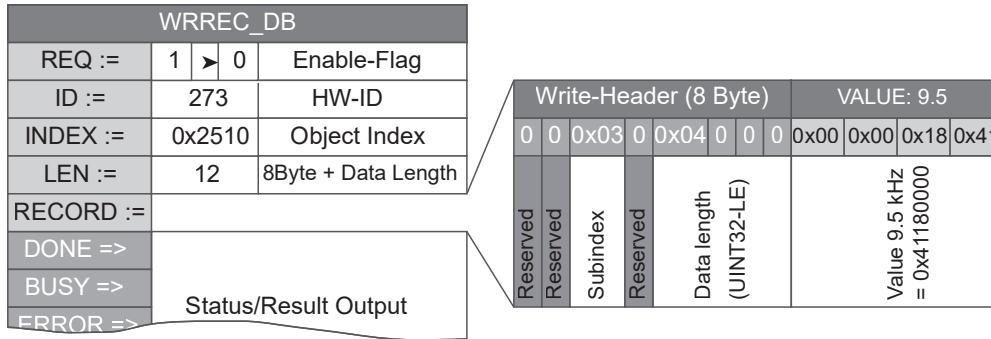 WRREC_DB
REQ := 1 ➤ 0 Enable-Flag
ID := 273 HW-ID
INDEX := 0x2510 Object Index
LEN := 12 8Byte + Data Length
RECORD :=
DONE =>
BUSY =>
ERROR =>
Status/Result Output
Write-Header (8 Byte) VALUE: 9.5
0 0 0x03 0 0x04 0 0 0 0x00 0x00 0x18 0x41
Reserved
Reserved
Subindex
Reserved
Data length
(UINT32-LE)
Value 9.5 kHz
= 0x41180000